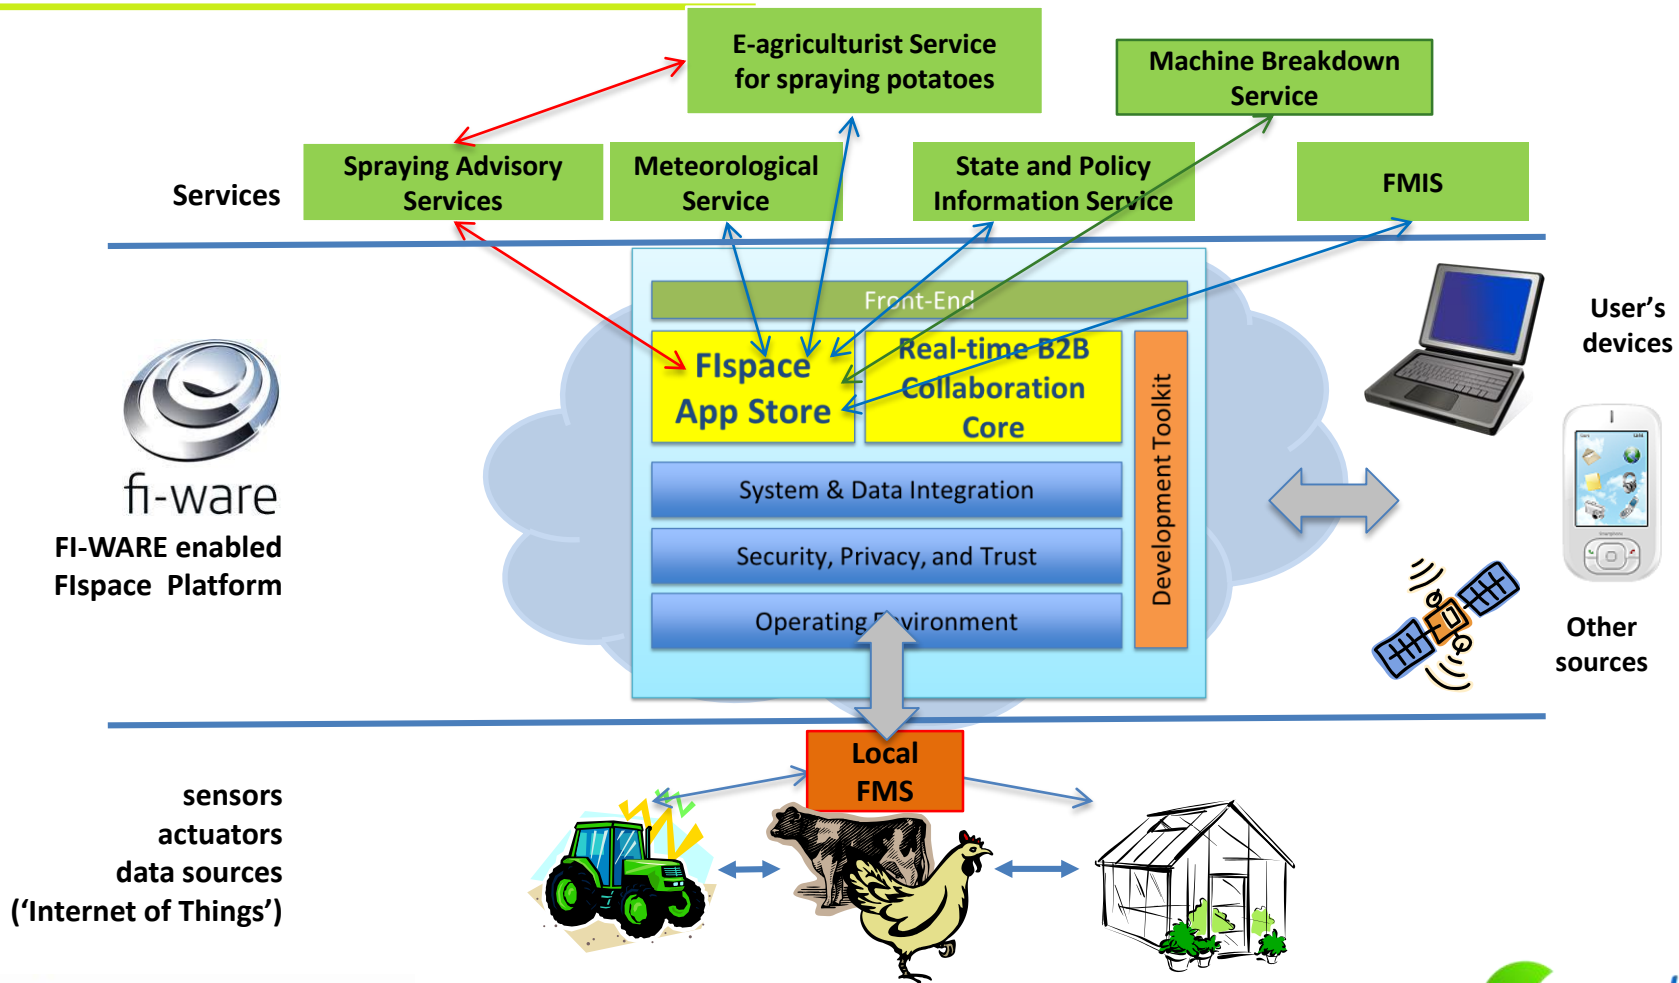 E-agriculturist Service
for spraying potatoes
Machine Breakdown
Service
Services
Spraying Advisory
Services
Meteorological
Service
State and Policy
Information Service
FMIS
Front-End
FIspace
App Store
Real-time B2B
Collaboration
Core
Development Toolkit
System & Data Integration
Security, Privacy, and Trust
Operating Environment
fi-ware
FI-WARE enabled
FIspace Platform
User's
devices
Other
sources
Local
FMS
sensors
actuators
data sources
(‘Internet of Things’)